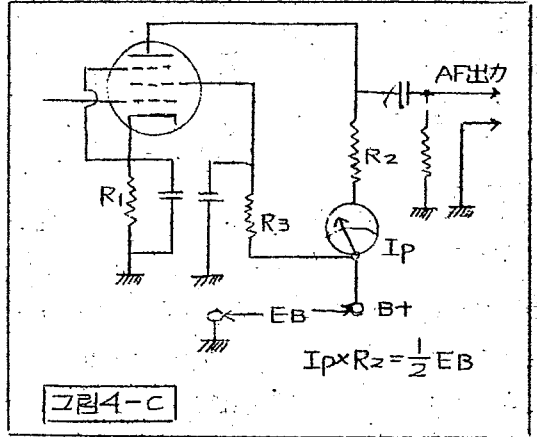 AF出力
R1
R2
R3
Ip
EB
B+
Ip×R2=1/2 EB
그림4-C